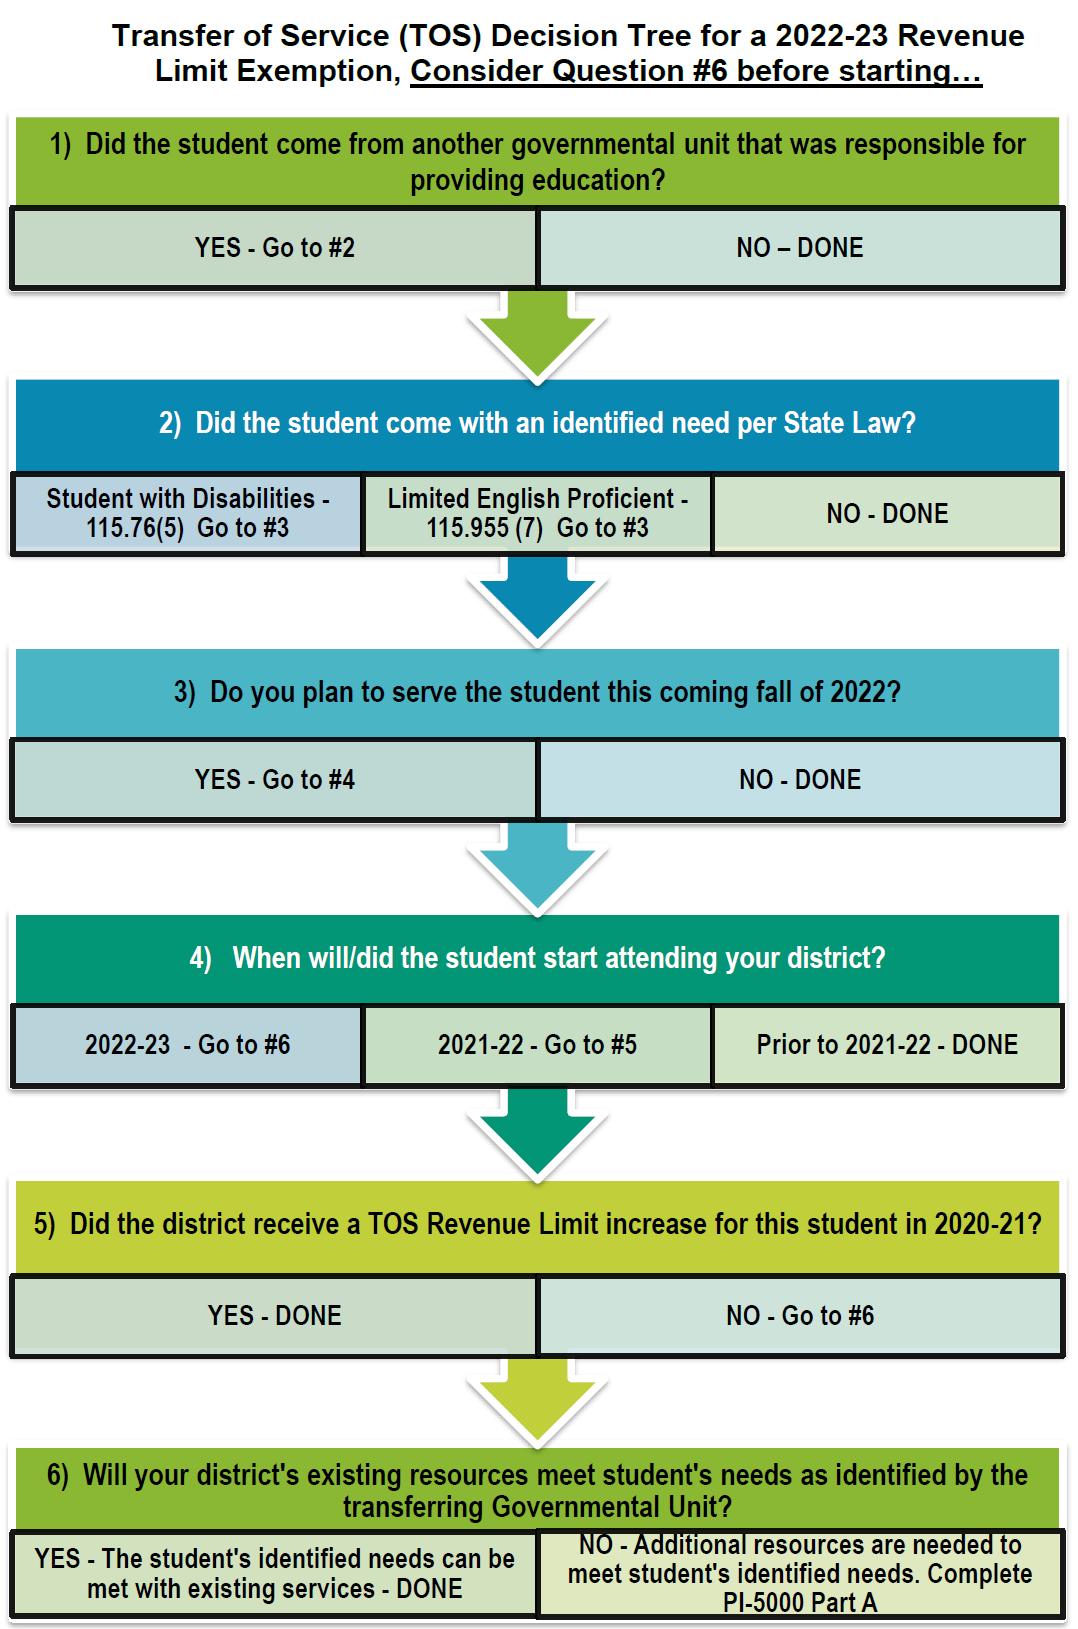 Transfer of Service (TOS) Decision Tree for a 2022-23 Revenue
Limit Exemption, Consider Question #6 before starting…
1) Did the student come from another governmental unit that was responsible for
providing education?
YES - Go to #2
NO – DONE
2) Did the student come with an identified need per State Law?
Student with Disabilities -
115.76(5) Go to #3
Limited English Proficient -
115.955 (7) Go to #3
NO - DONE
3) Do you plan to serve the student this coming fall of 2022?
YES - Go to #4
NO - DONE
4) When will/did the student start attending your district?
2022-23 - Go to #6
2021-22 - Go to #5
Prior to 2021-22 - DONE
5) Did the district receive a TOS Revenue Limit increase for this student in 2020-21?
YES - DONE
NO - Go to #6
6) Will your district's existing resources meet student's needs as identified by the
transferring Governmental Unit?
YES - The student's identified needs can be
met with existing services - DONE
NO - Additional resources are needed to
meet student's identified needs. Complete
PI-5000 Part A